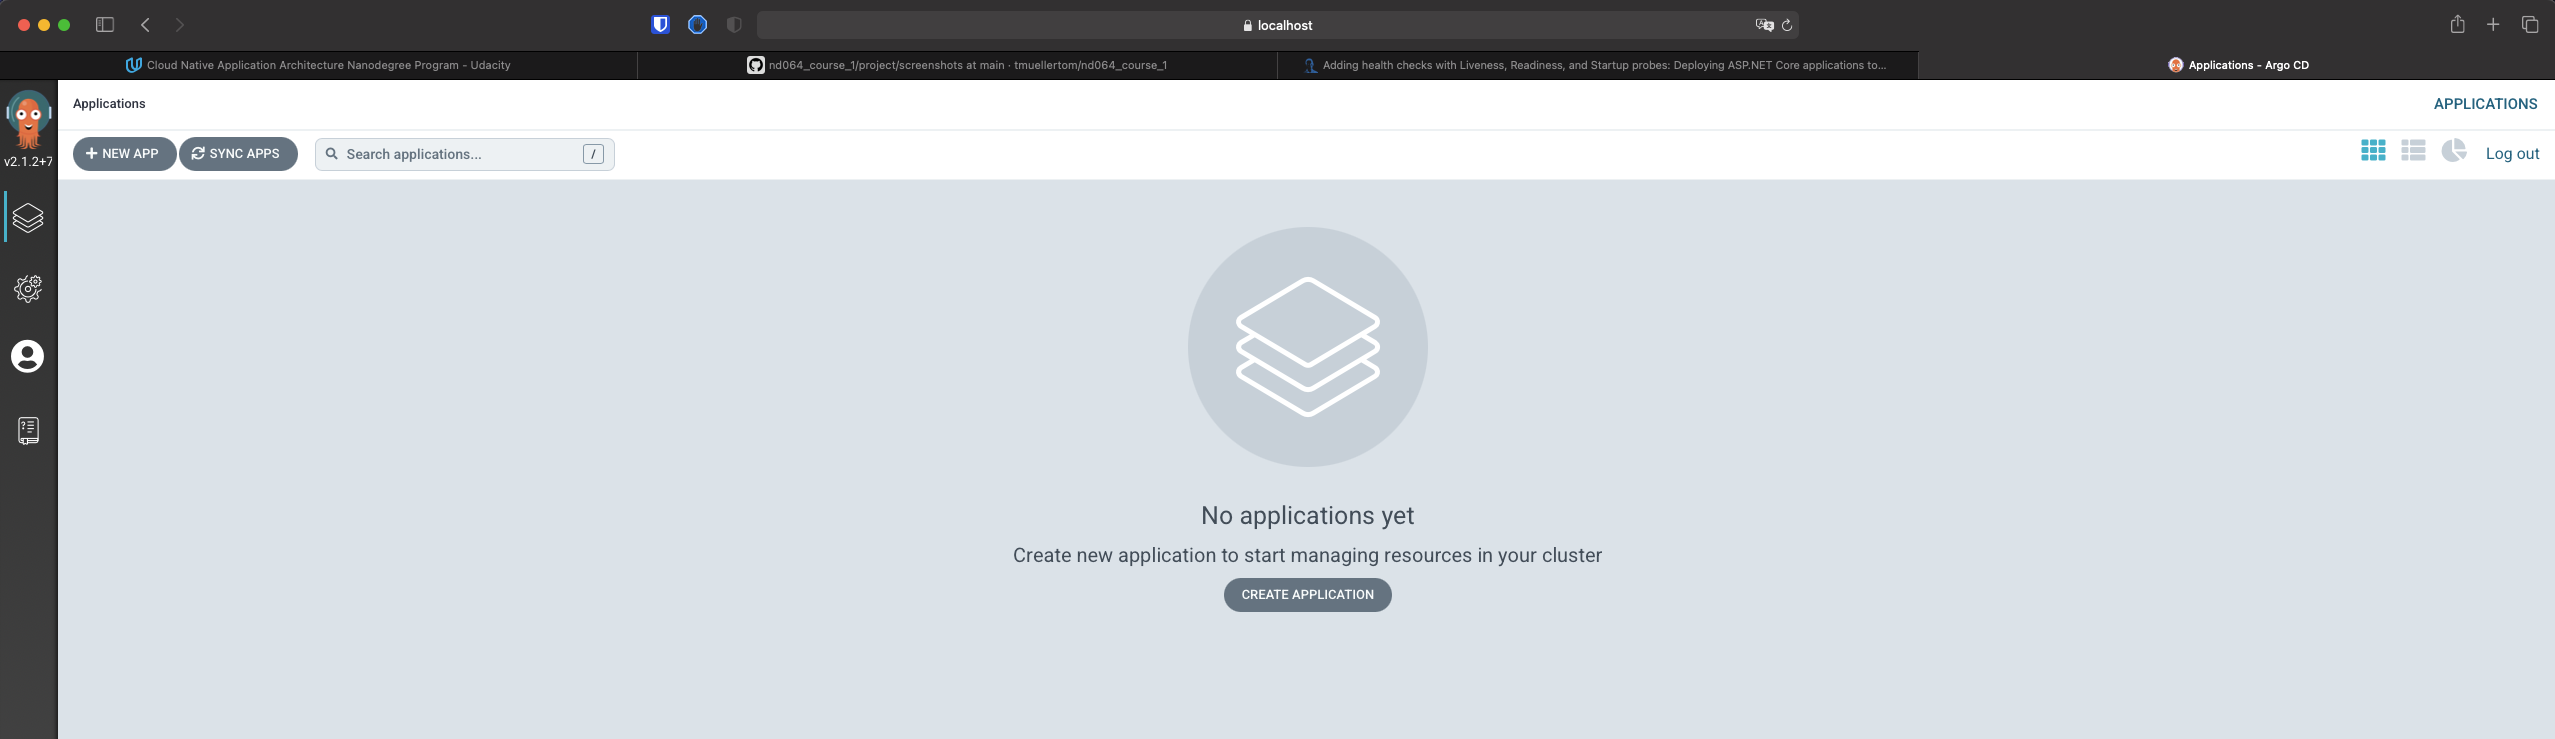 localhost
Cloud Native Application Architecture Nanodegree Program - Udacity
nd064_course_1/project/screenshots at main · tmuellertom/nd064_course_1
Adding health checks with Liveness, Readiness, and Startup probes: Deploying ASP.NET Core applications to...
Applications - Argo CD
Applications
APPLICATIONS
v2.1.2+7
NEW APP
SYNC APPS
Search applications...
/
Log out
No applications yet
Create new application to start managing resources in your cluster
CREATE APPLICATION